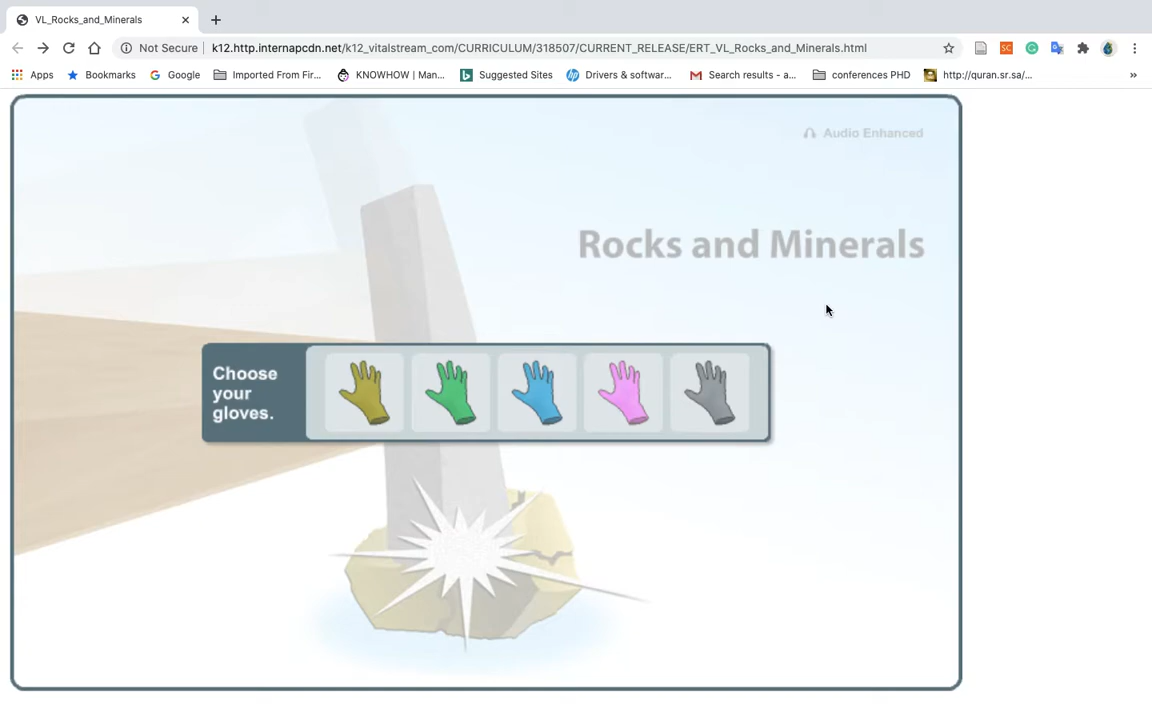 VL_Rocks_and_Minerals
Not Secure | k12.http.internapcdn.net/k12_vitalstream_com/CURRICULUM/318507/CURRENT_RELEASE/ERT_VL_Rocks_and_Minerals.html
Apps Bookmarks Google Imported From Fir... KNOWHOW | Man... Suggested Sites Drivers & softwar... Search results - a... conferences PHD http://quran.sr.sa/... »
Audio Enhanced
Rocks and Minerals
Choose
your
gloves.